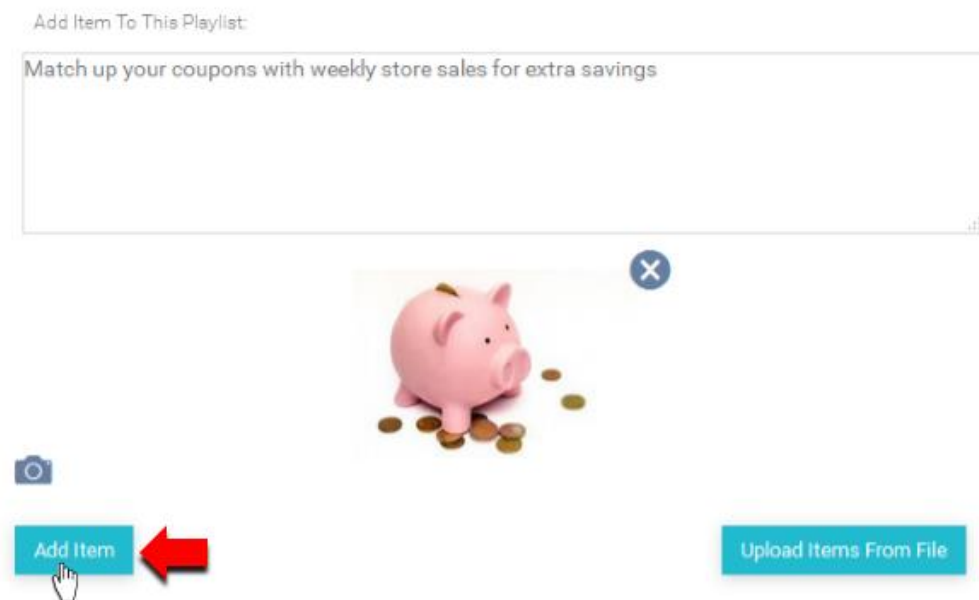 Add Item To This Playlist:
Match up your coupons with weekly store sales for extra savings
Add Item
Upload Items From File